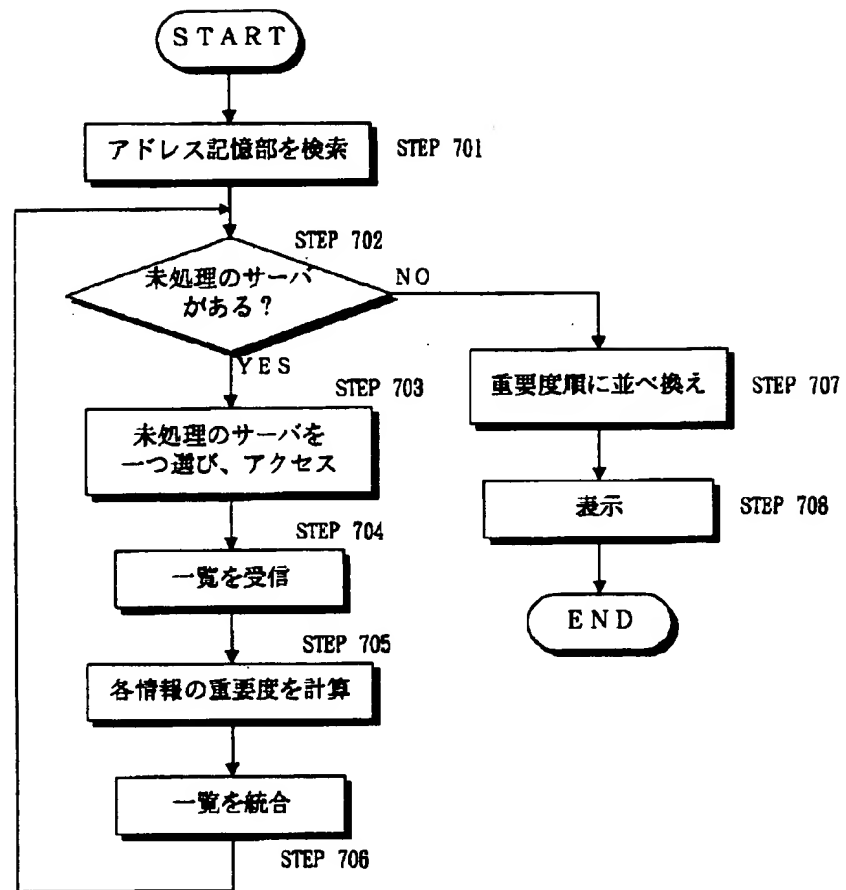 START
アドレス記憶部を検索
STEP 701
STEP 702
未処理のサーバ
がある?
NO
YES
STEP 703
未処理のサーバを
一つ選び、アクセス
STEP 704
一覧を受信
STEP 705
各情報の重要度を計算
一覧を統合
STEP 706
重要度順に並べ換え
STEP 707
表示
STEP 708
END